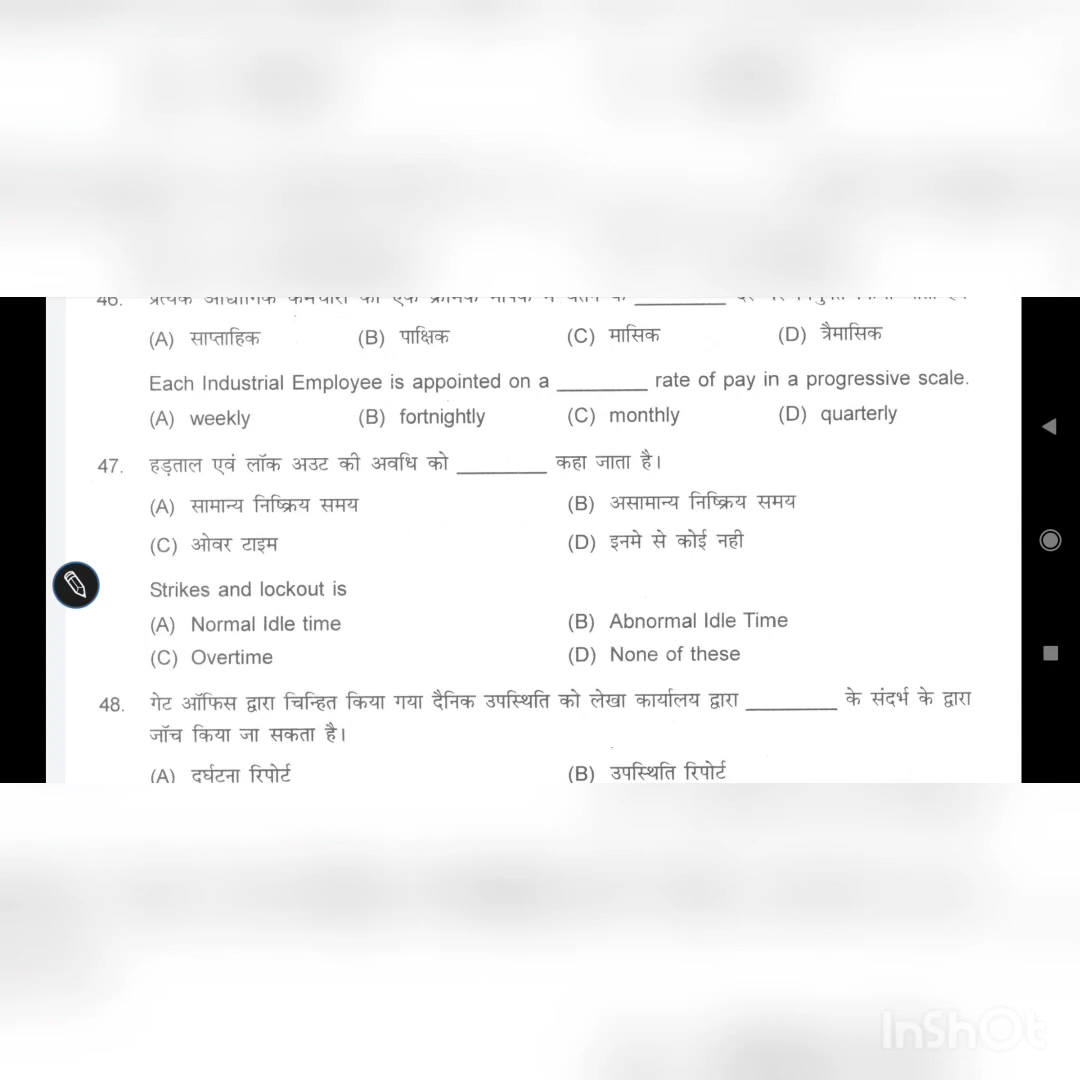 46.
(A) साप्ताहिक (B) पाक्षिक (C) मासिक (D) त्रैमासिक
Each Industrial Employee is appointed on a ________ rate of pay in a progressive scale.
(A) weekly (B) fortnightly (C) monthly (D) quarterly
47. हड़ताल एवं लॉक अउट की अवधि को ________ कहा जाता है।
(A) सामान्य निष्क्रिय समय (B) असामान्य निष्क्रिय समय
(C) ओवर टाइम (D) इनमे से कोई नही
Strikes and lockout is
(A) Normal Idle time (B) Abnormal Idle Time
(C) Overtime (D) None of these
48. गेट ऑफिस द्वारा चिन्हित किया गया दैनिक उपस्थिति को लेखा कार्यालय द्वारा ________ के संदर्भ के द्वारा
जॉच किया जा सकता है।
(A) दर्घटना रिपोर्ट (B) उपस्थिति रिपोर्ट
InShOt